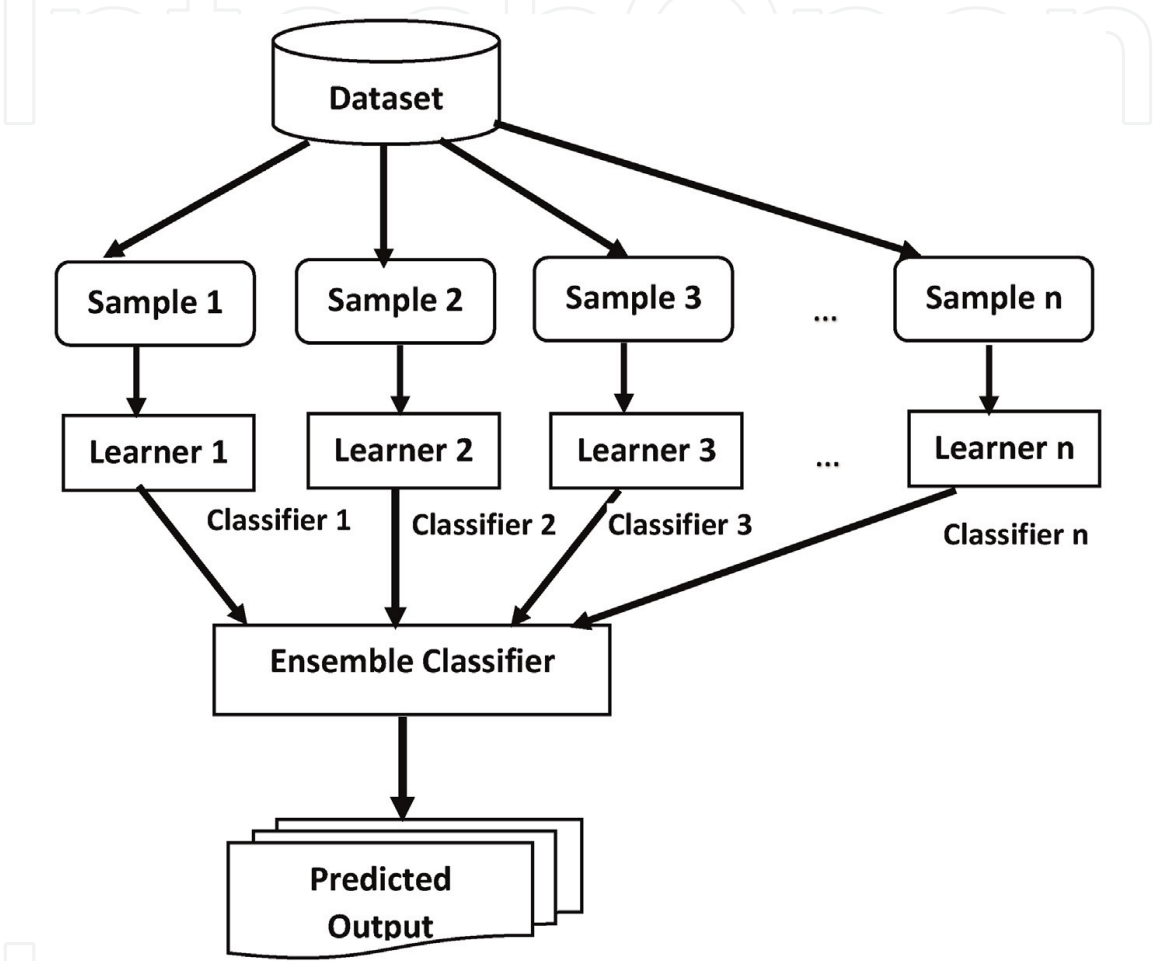 Dataset
Sample 1
Sample 2
Sample 3
...
Sample n
Learner 1
Learner 2
Learner 3
...
Learner n
Classifier 1
Classifier 2
Classifier 3
Classifier n
Ensemble Classifier
Predicted
Output